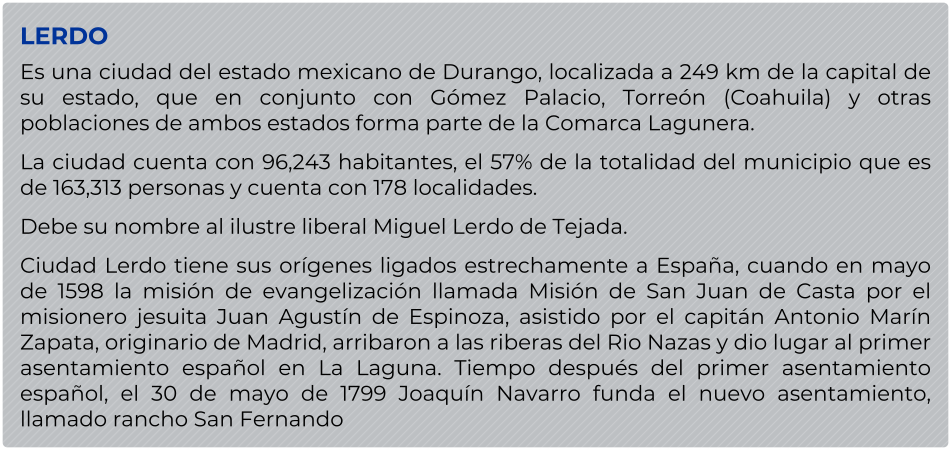 LERDO
Es una ciudad del estado mexicano de Durango, localizada a 249 km de la capital de
su estado, que en conjunto con Gómez Palacio, Torreón (Coahuila) y otras
poblaciones de ambos estados forma parte de la Comarca Lagunera.
La ciudad cuenta con 96,243 habitantes, el 57% de la totalidad del municipio que es
de 163,313 personas y cuenta con 178 localidades.
Debe su nombre al ilustre liberal Miguel Lerdo de Tejada.
Ciudad Lerdo tiene sus orígenes ligados estrechamente a España, cuando en mayo
de 1598 la misión de evangelización llamada Misión de San Juan de Casta por el
misionero jesuita Juan Agustín de Espinoza, asistido por el capitán Antonio Marín
Zapata, originario de Madrid, arribaron a las riberas del Rio Nazas y dio lugar al primer
asentamiento español en La Laguna. Tiempo después del primer asentamiento
español, el 30 de mayo de 1799 Joaquín Navarro funda el nuevo asentamiento,
llamado rancho San Fernando